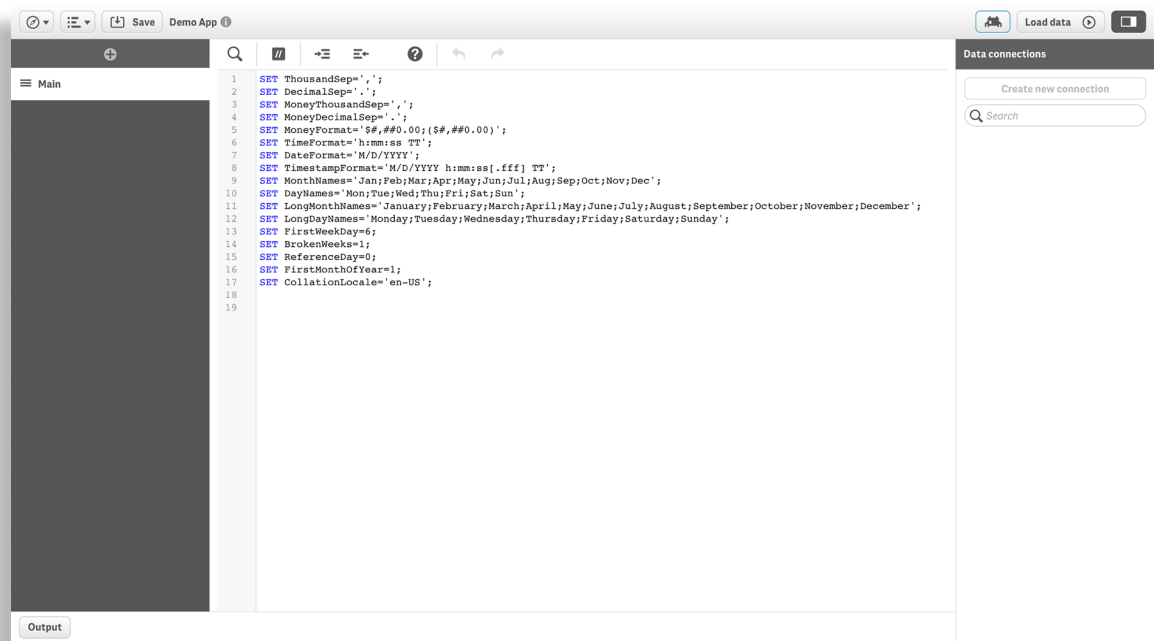 Save Demo App Load data
Data connections
//
Main
Create new connection
Search
1 SET ThousandSep=',';
2 SET DecimalSep='.';
3 SET MoneyThousandSep=',';
4 SET MoneyDecimalSep='.';
5 SET MoneyFormat='$#,##0.00;($#,##0.00)';
6 SET TimeFormat='h:mm:ss TT';
7 SET DateFormat='M/D/YYYY';
8 SET TimestampFormat='M/D/YYYY h:mm:ss[.fff] TT';
9 SET MonthNames='Jan;Feb;Mar;Apr;May;Jun;Jul;Aug;Sep;Oct;Nov;Dec';
10 SET DayNames='Mon;Tue;Wed;Thu;Fri;Sat;Sun';
11 SET LongMonthNames='January;February;March;April;May;June;July;August;September;October;November;December';
12 SET LongDayNames='Monday;Tuesday;Wednesday;Thursday;Friday;Saturday;Sunday';
13 SET FirstWeekDay=6;
14 SET BrokenWeeks=1;
15 SET ReferenceDay=0;
16 SET FirstMonthOfYear=1;
17 SET CollationLocale='en-US';
18
19
Output